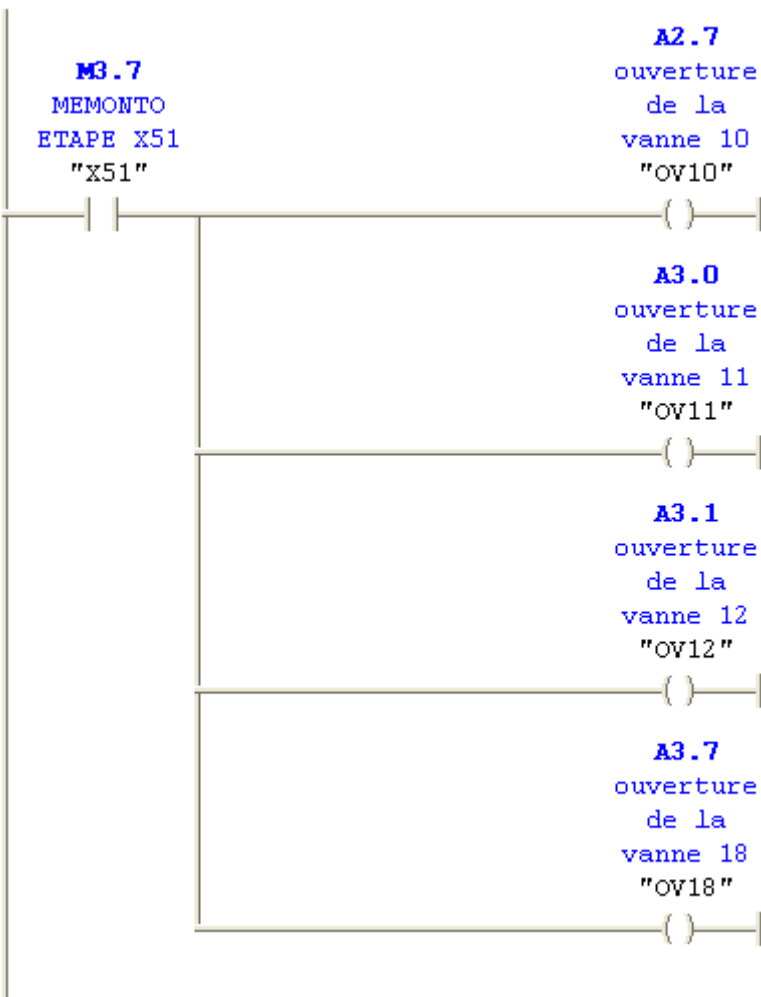 M3.7
MEMONTO
ETAPE X51
"X51"
A2.7
ouverture
de la
vanne 10
"OV10"
A3.0
ouverture
de la
vanne 11
"OV11"
A3.1
ouverture
de la
vanne 12
"OV12"
A3.7
ouverture
de la
vanne 18
"OV18"